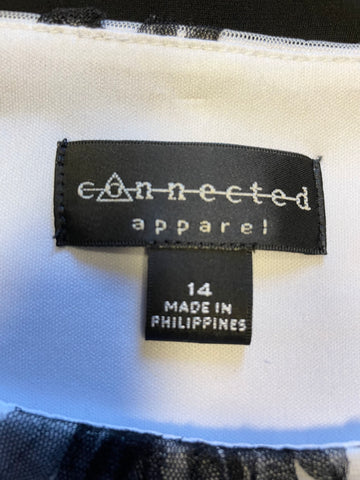 connected
apparel
14
MADE IN
PHILIPPINES